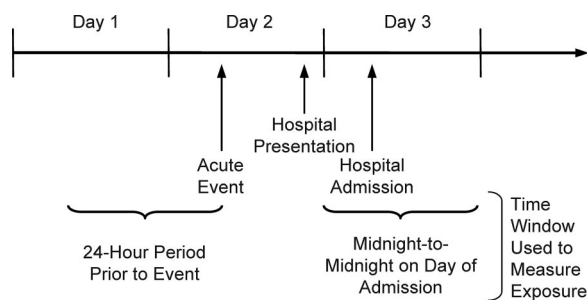 Day 1
Day 2
Day 3
Hospital
Presentation
Acute
Event
Hospital
Admission
24-Hour Period
Prior to Event
Midnight-to-
Midnight on Day of
Admission
Time
Window
Used to
Measure
Exposure